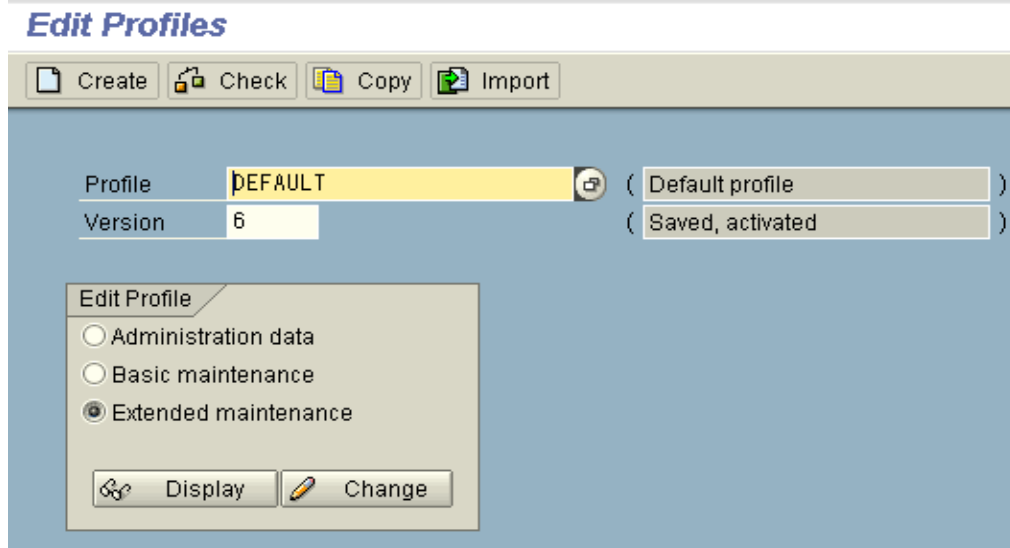 Edit Profiles
Create Check Copy Import
Profile DEFAULT ( Default profile )
Version 6 ( Saved, activated )
Edit Profile
Administration data
Basic maintenance
Extended maintenance
Display Change